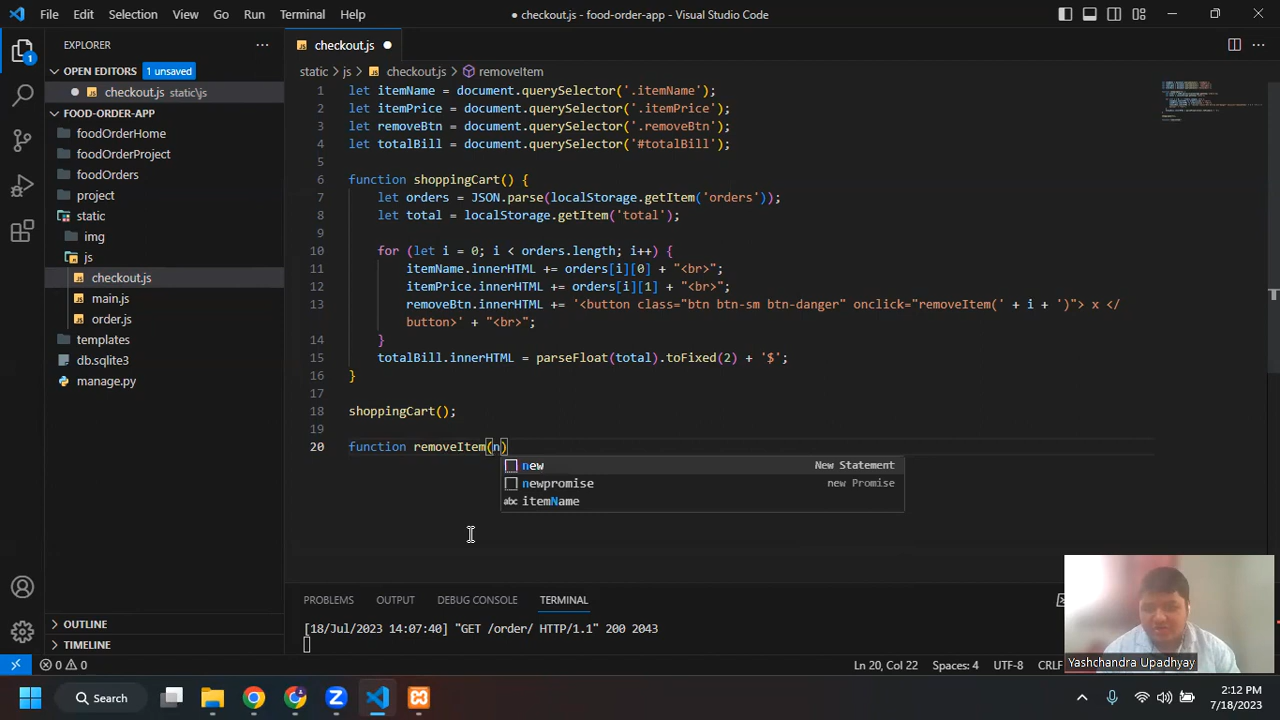 File Edit Selection View Go Run Terminal Help
● checkout.js - food-order-app - Visual Studio Code
EXPLORER
OPEN EDITORS 1 unsaved
checkout.js static\js
FOOD-ORDER-APP
foodOrderHome
foodOrderProject
foodOrders
project
static
img
js
checkout.js
main.js
order.js
templates
db.sqlite3
manage.py
OUTLINE
TIMELINE
checkout.js
static > js > checkout.js > removeItem
1 let itemName = document.querySelector('.itemName');
2 let itemPrice = document.querySelector('.itemPrice');
3 let removeBtn = document.querySelector('.removeBtn');
4 let totalBill = document.querySelector('#totalBill');
5
6 function shoppingCart() {
7 let orders = JSON.parse(localStorage.getItem('orders'));
8 let total = localStorage.getItem('total');
9
10 for (let i = 0; i < orders.length; i++) {
11 itemName.innerHTML += orders[i][0] + "<br>";
12 itemPrice.innerHTML += orders[i][1] + "<br>";
13 removeBtn.innerHTML += '<button class="btn btn-sm btn-danger" onclick="removeItem(' + i + ')"> x </
button>' + "<br>";
14 }
15 totalBill.innerHTML = parseFloat(total).toFixed(2) + '$';
16 }
17
18 shoppingCart();
19
20 function removeItem(n)
new New Statement
newpromise new Promise
abc itemName
PROBLEMS OUTPUT DEBUG CONSOLE TERMINAL
[18/Jul/2023 14:07:40] "GET /order/ HTTP/1.1" 200 2043
Yashchandra Upadhyay
0 0 Ln 20, Col 22 Spaces: 4 UTF-8 CRLF
Search
2:12 PM
7/18/2023